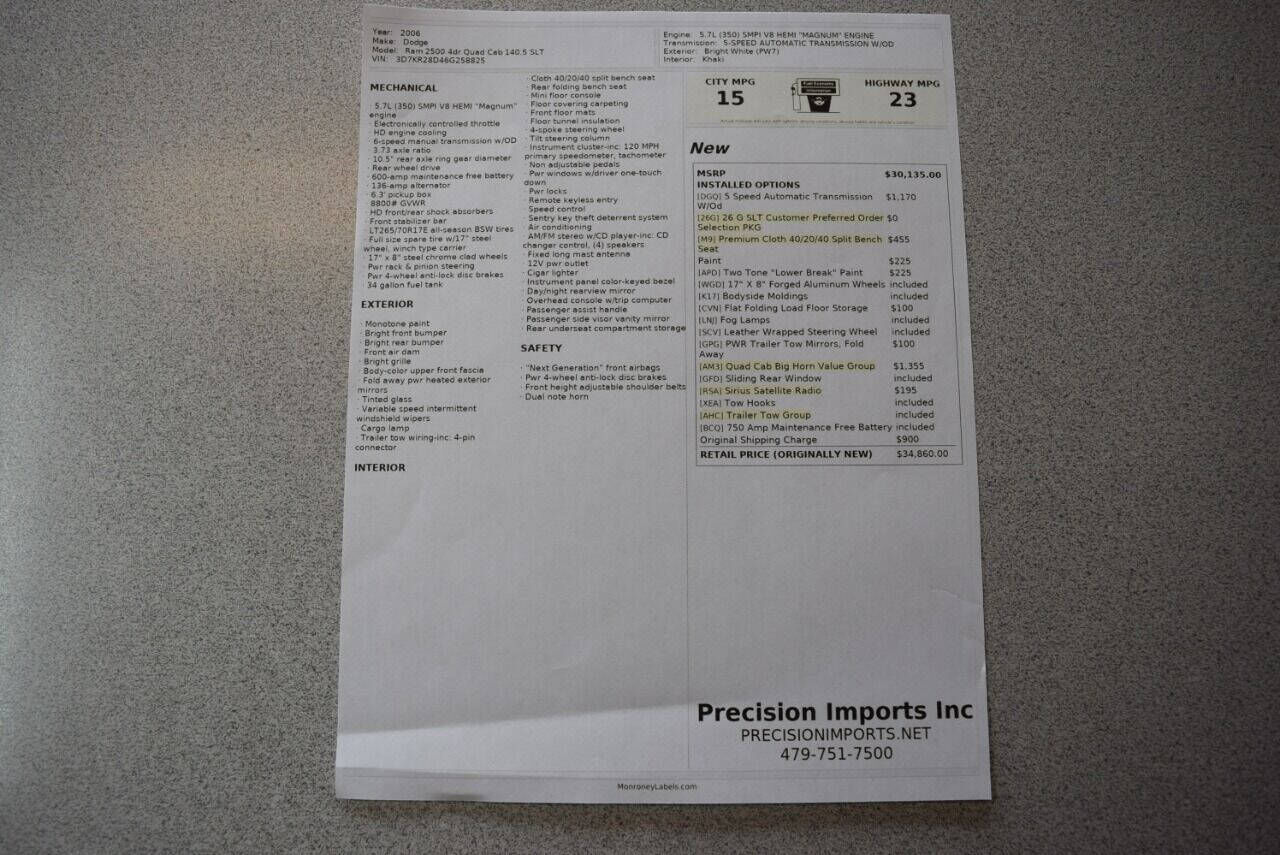 Year: 2006
Make: Dodge
Model: Ram 2500 4dr Quad Cab 140.5 SLT
VIN: 3D7KR28D46G258825
Engine: 5.7L (350) SMPI V8 HEMI "MAGNUM" ENGINE
Transmission: 5-SPEED AUTOMATIC TRANSMISSION W/OD
Exterior: Bright White (PW7)
Interior: Khaki
MECHANICAL
· 5.7L (350) SMPI V8 HEMI "Magnum"
engine
· Electronically controlled throttle
· HD engine cooling
· 6-speed manual transmission w/OD
· 3.73 axle ratio
· 10.5" rear axle ring gear diameter
· Rear wheel drive
· 600-amp maintenance free battery
· 136-amp alternator
· 6.3' pickup box
· 8800# GVWR
· HD front/rear shock absorbers
· Front stabilizer bar
· LT265/70R17E all-season BSW tires
· Full size spare tire w/17" steel
wheel, winch type carrier
· 17" x 8" steel chrome clad wheels
· Pwr rack & pinion steering
· Pwr 4-wheel anti-lock disc brakes
· 34 gallon fuel tank
EXTERIOR
· Monotone paint
· Bright front bumper
· Bright rear bumper
· Front air dam
· Bright grille
· Body-color upper front fascia
· Fold away pwr heated exterior
mirrors
· Tinted glass
· Variable speed intermittent
windshield wipers
· Cargo lamp
· Trailer tow wiring-inc: 4-pin
connector
INTERIOR
· Cloth 40/20/40 split bench seat
· Rear folding bench seat
· Mini floor console
· Floor covering carpeting
· Front floor mats
· Floor tunnel insulation
· 4-spoke steering wheel
· Tilt steering column
· Instrument cluster-inc: 120 MPH
primary speedometer, tachometer
· Non adjustable pedals
· Pwr windows w/driver one-touch
down
· Pwr locks
· Remote keyless entry
· Speed control
· Sentry key theft deterrent system
· Air conditioning
· AM/FM stereo w/CD player-inc: CD
changer control, (4) speakers
· Fixed long mast antenna
· 12V pwr outlet
· Cigar lighter
· Instrument panel color-keyed bezel
· Day/night rearview mirror
· Overhead console w/trip computer
· Passenger assist handle
· Passenger side visor vanity mirror
· Rear underseat compartment storage
SAFETY
· "Next Generation" front airbags
· Pwr 4-wheel anti-lock disc brakes
· Front height adjustable shoulder belts
· Dual note horn
CITY MPG
15
HIGHWAY MPG
23
New
MSRP $30,135.00
INSTALLED OPTIONS
[DGQ] 5 Speed Automatic Transmission $1,170
W/Od
[26G] 26 G SLT Customer Preferred Order $0
Selection PKG
[M9] Premium Cloth 40/20/40 Split Bench $455
Seat
Paint $225
[APD] Two Tone "Lower Break" Paint $225
[WGD] 17" X 8" Forged Aluminum Wheels included
[K17] Bodyside Moldings included
[CVN] Flat Folding Load Floor Storage $100
[LNJ] Fog Lamps included
[SCV] Leather Wrapped Steering Wheel included
[GPG] PWR Trailer Tow Mirrors, Fold $100
Away
[AM3] Quad Cab Big Horn Value Group $1,355
[GFD] Sliding Rear Window included
[RSA] Sirius Satellite Radio $195
[XEA] Tow Hooks included
[AHC] Trailer Tow Group included
[BCQ] 750 Amp Maintenance Free Battery included
Original Shipping Charge $900
RETAIL PRICE (ORIGINALLY NEW) $34,860.00
Precision Imports Inc
PRECISIONIMPORTS.NET
479-751-7500
MonroneyLabels.com